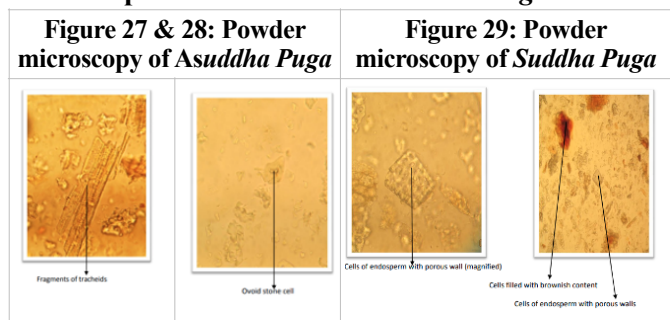 Figure 27 & 28: Powder
microscopy of Asuddha Puga
Figure 29: Powder
microscopy of Suddha Puga
Fragments of tracheids
Ovoid stone cell
Cells of endosperm with porous wall (magnified)
Cells filled with brownish content
Cells of endosperm with porous walls